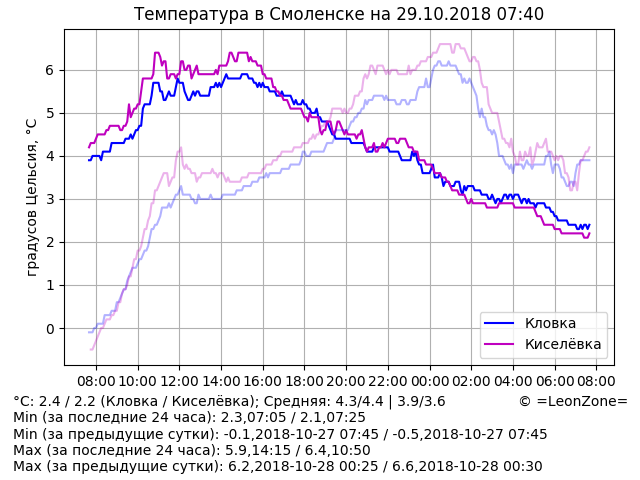 Температура в Смоленске на 29.10.2018 07:40
градусов Цельсия, °C
6
5
4
3
2
1
0
Кловка
Киселёвка
08:00 10:00 12:00 14:00 16:00 18:00 20:00 22:00 00:00 02:00 04:00 06:00 08:00
°C: 2.4 / 2.2 (Кловка / Киселёвка); Средняя: 4.3/4.4 | 3.9/3.6 © =LeonZone=
Min (за последние 24 часа): 2.3,07:05 / 2.1,07:25
Min (за предыдущие сутки): -0.1,2018-10-27 07:45 / -0.5,2018-10-27 07:45
Max (за последние 24 часа): 5.9,14:15 / 6.4,10:50
Max (за предыдущие сутки): 6.2,2018-10-28 00:25 / 6.6,2018-10-28 00:30